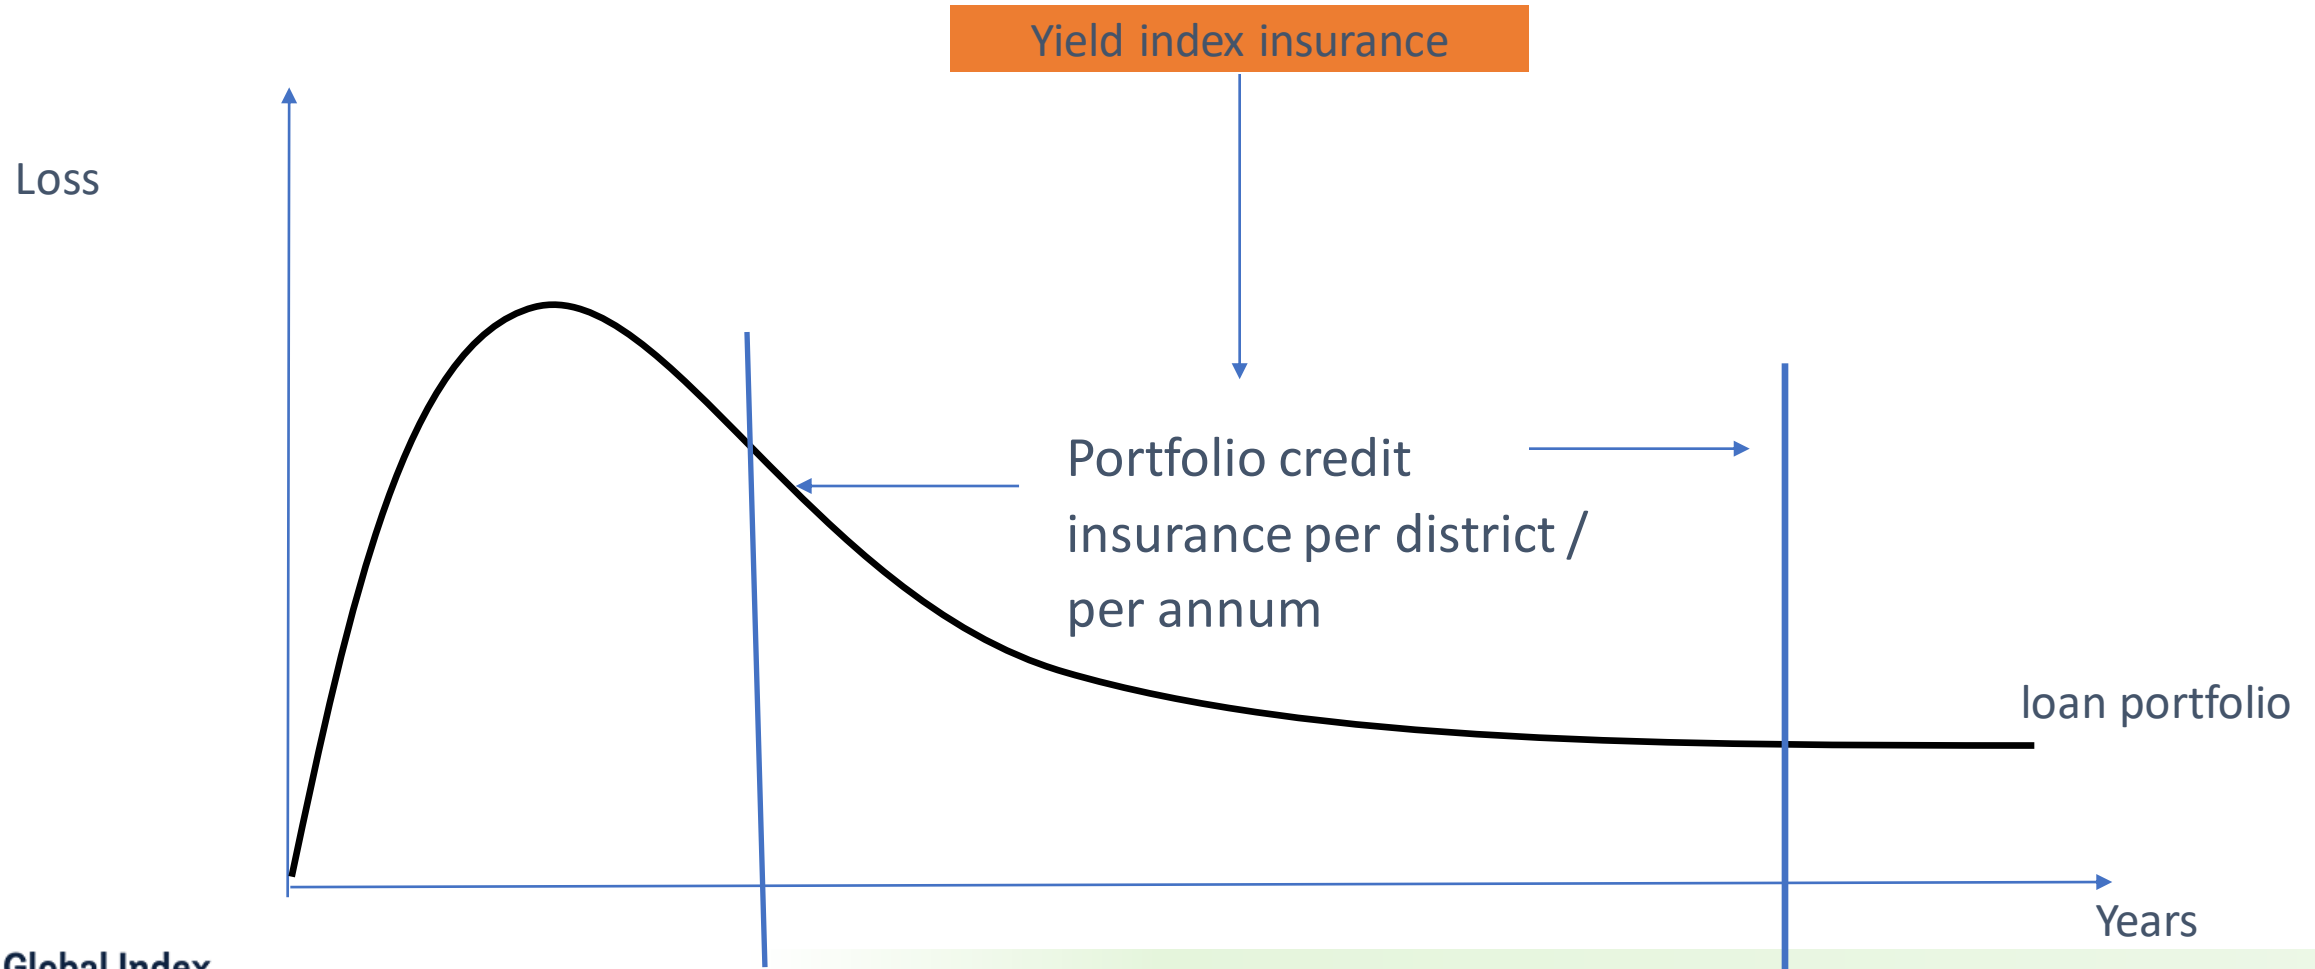 Yield index insurance
Loss
Portfolio credit
insurance per district /
per annum
loan portfolio
Years
Global Index